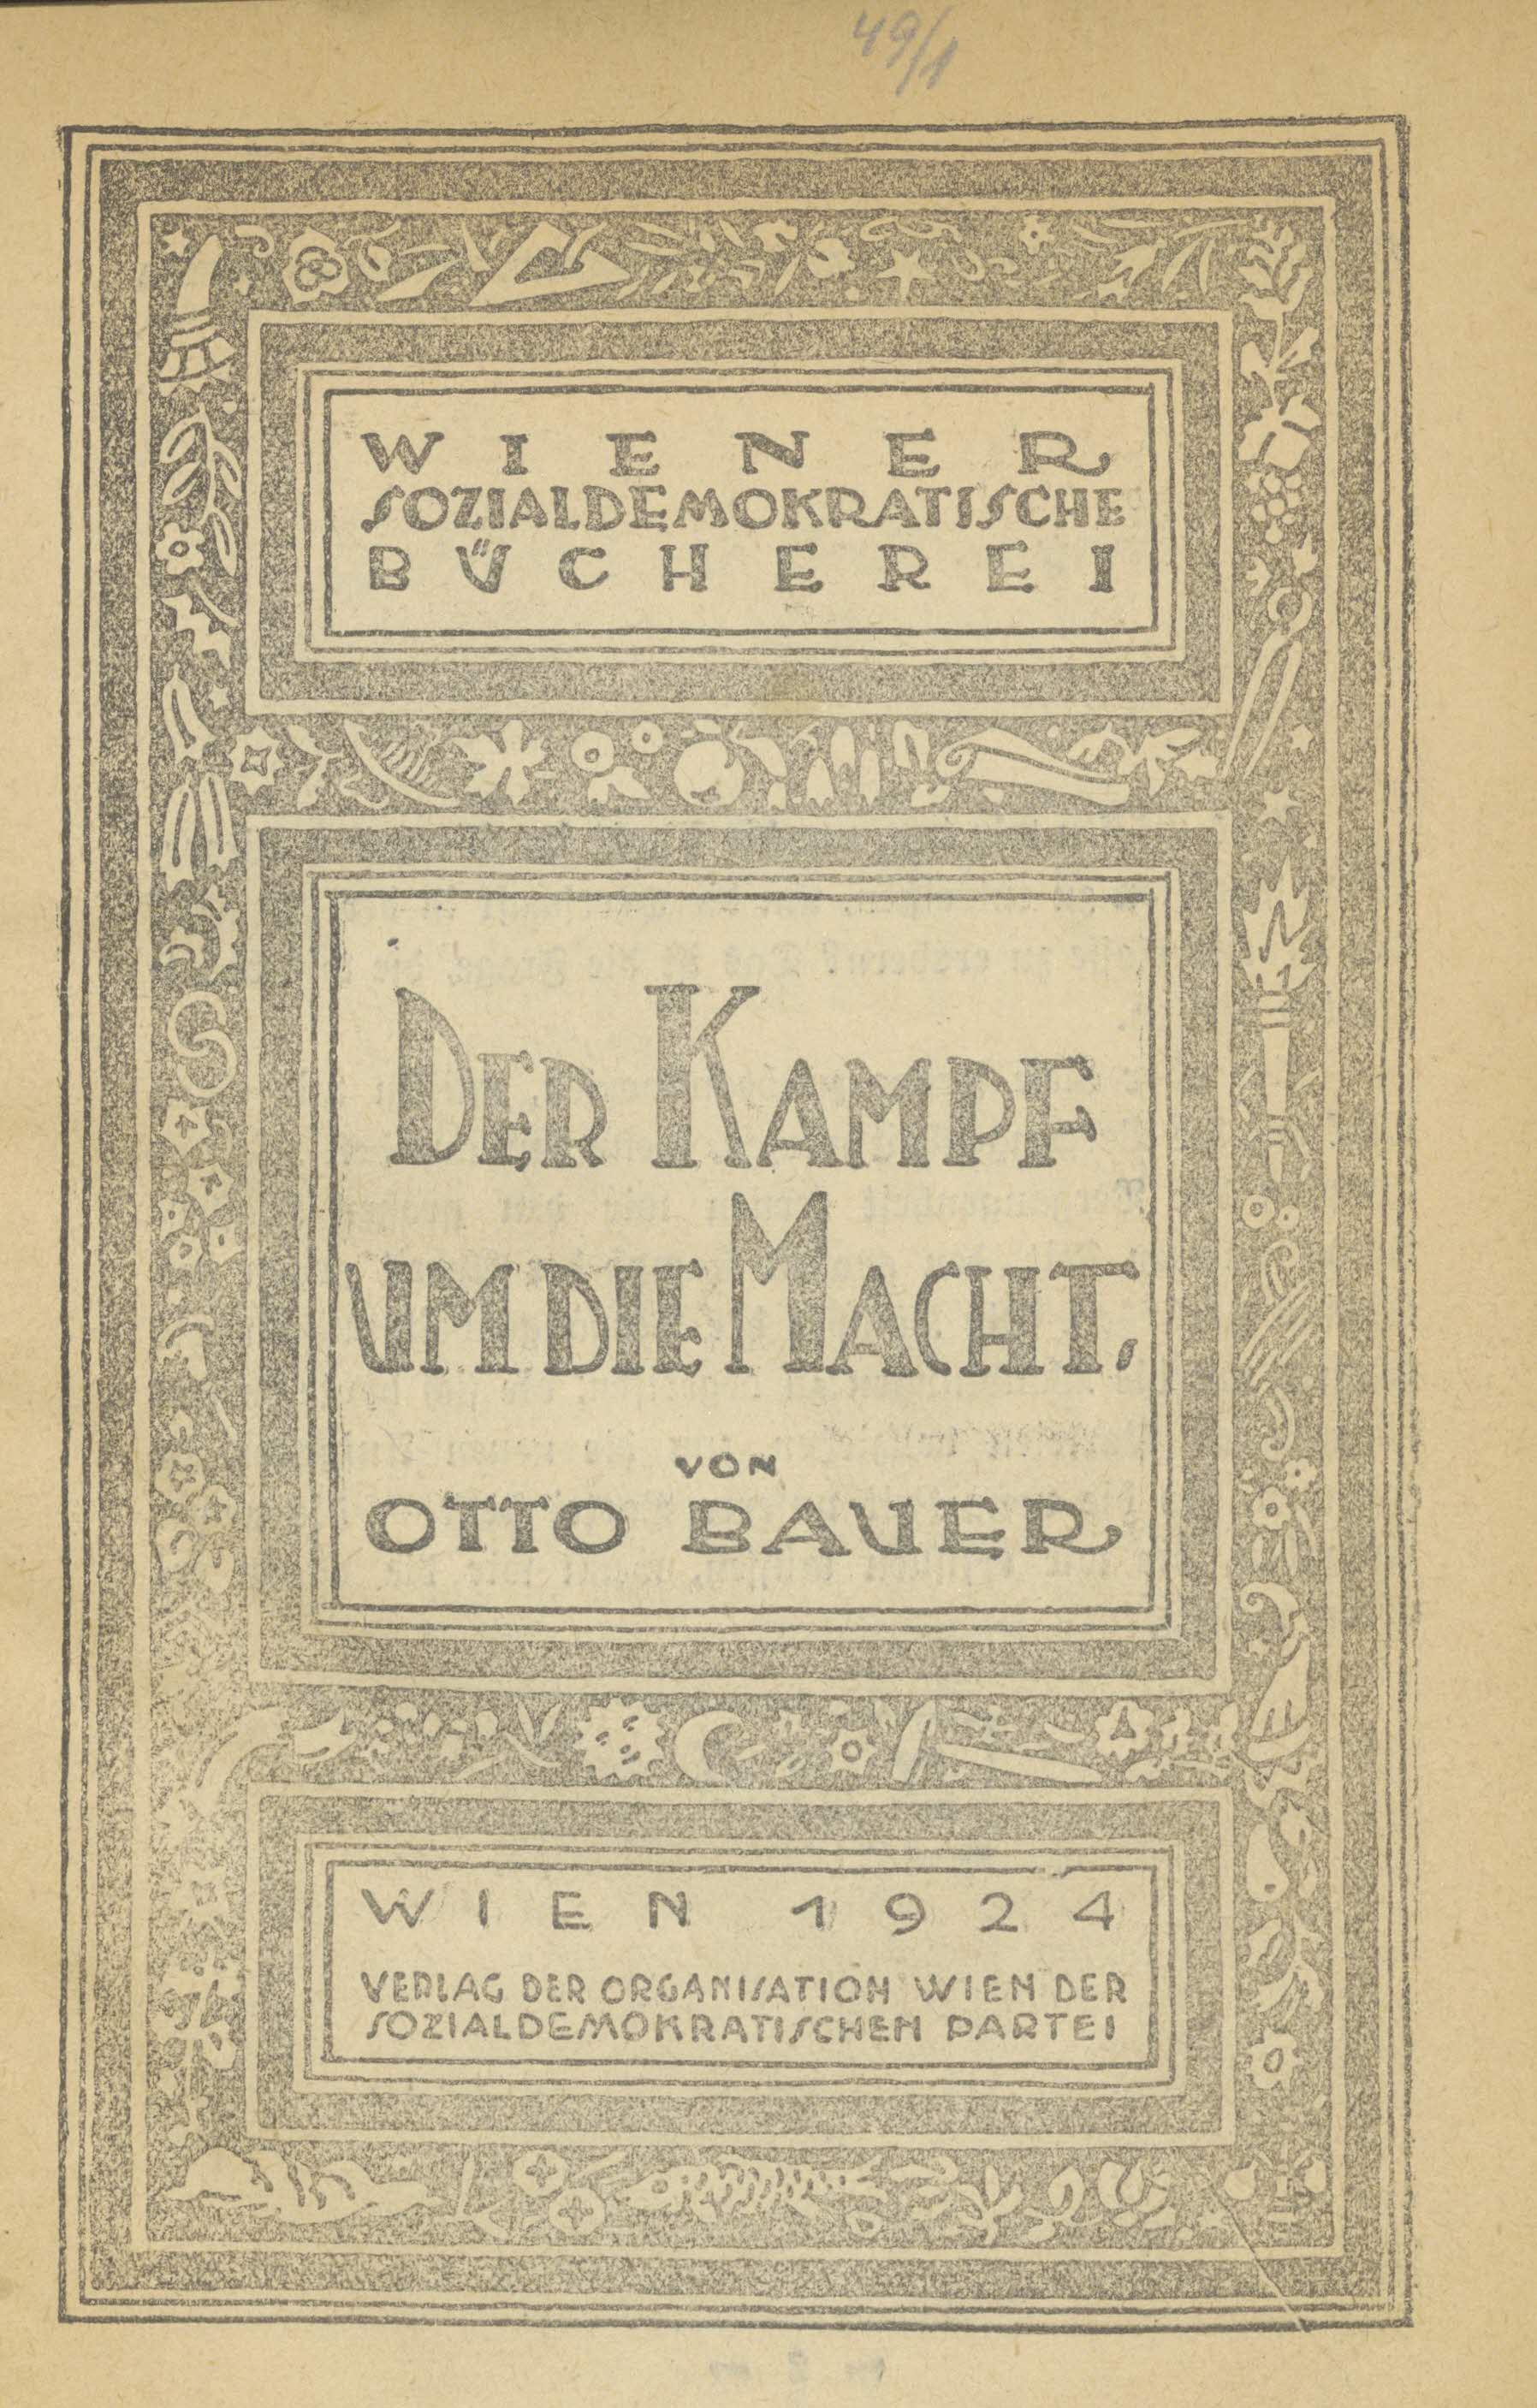 49/1
WIENER
SOZIALDEMOKRATISCHE
BÜCHEREI
DER KAMPF
UM DIE MACHT.
VON
OTTO BAUER
WIEN 1924
VERLAG DER ORGANISATION WIEN DER
SOZIALDEMOKRATISCHEN PARTEI